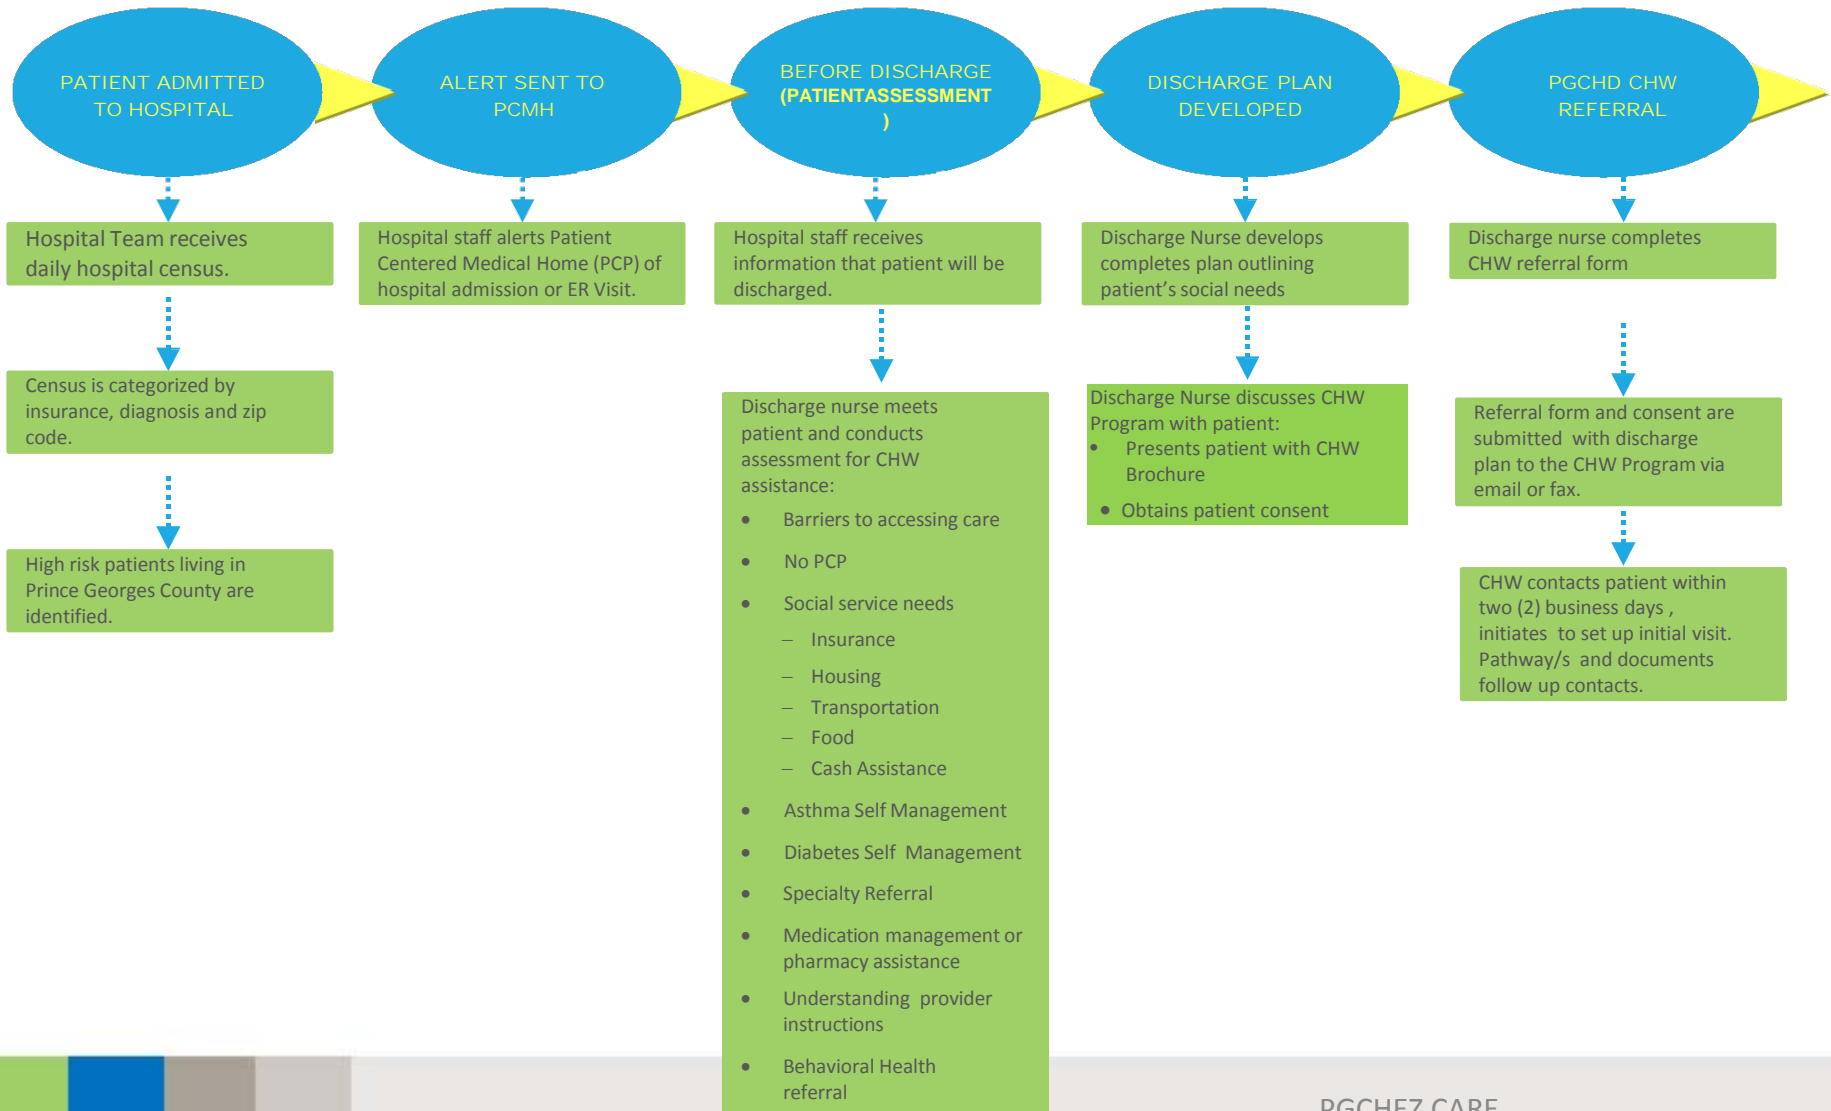 PATIENT ADMITTED
TO HOSPITAL
ALERT SENT TO
PCMH
BEFORE DISCHARGE
(PATIENTASSESSMENT
)
DISCHARGE PLAN
DEVELOPED
PGCHD CHW
REFERRAL
Hospital Team receives
daily hospital census.
Census is categorized by
insurance, diagnosis and zip
code.
High risk patients living in
Prince Georges County are
identified.
Hospital staff alerts Patient
Centered Medical Home (PCP) of
hospital admission or ER Visit.
Hospital staff receives
information that patient will be
discharged.
Discharge nurse meets
patient and conducts
assessment for CHW
assistance:
• Barriers to accessing care
• No PCP
• Social service needs
– Insurance
– Housing
– Transportation
– Food
– Cash Assistance
• Asthma Self Management
• Diabetes Self Management
• Specialty Referral
• Medication management or
pharmacy assistance
• Understanding provider
instructions
• Behavioral Health
referral
Discharge Nurse develops
completes plan outlining
patient’s social needs
Discharge Nurse discusses CHW
Program with patient:
• Presents patient with CHW
Brochure
• Obtains patient consent
Discharge nurse completes
CHW referral form
Referral form and consent are
submitted with discharge
plan to the CHW Program via
email or fax.
CHW contacts patient within
two (2) business days ,
initiates to set up initial visit.
Pathway/s and documents
follow up contacts.
PGCHEZ CARE